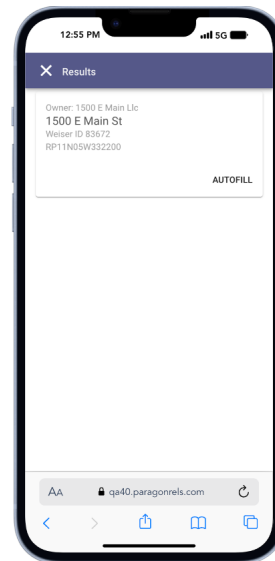 12:55 PM 5G
Results
Owner: 1500 E Main Llc
1500 E Main St
Weiser ID 83672
RP11N05W332200
AUTOFILL
AA qa40.paragonrels.com